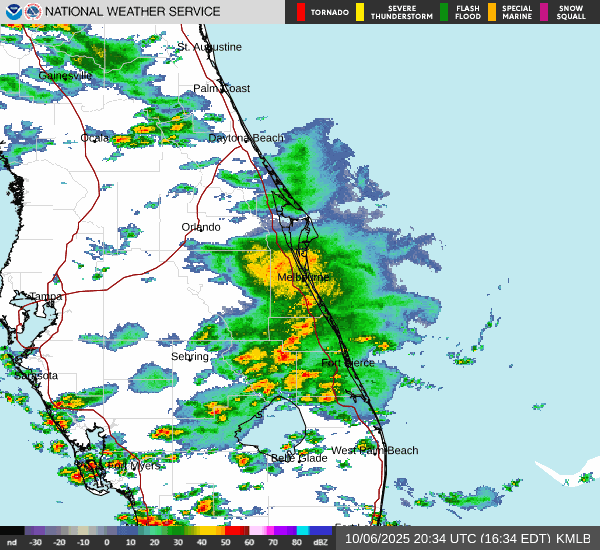 NATIONAL WEATHER SERVICE
TORNADO
SEVERE THUNDERSTORM
FLASH FLOOD
SPECIAL MARINE
SNOW SQUALL
St. Augustine
Gainesville
Palm Coast
Ocala
Daytona Beach
Orlando
Melbourne
Tampa
Sebring
Fort Pierce
Sarasota
West Palm Beach
Belle Glade
Fort Myers
nd -30 -20 -10 0 10 20 30 40 50 60 70 80 dBZ
10/06/2025 20:34 UTC (16:34 EDT) KMLB